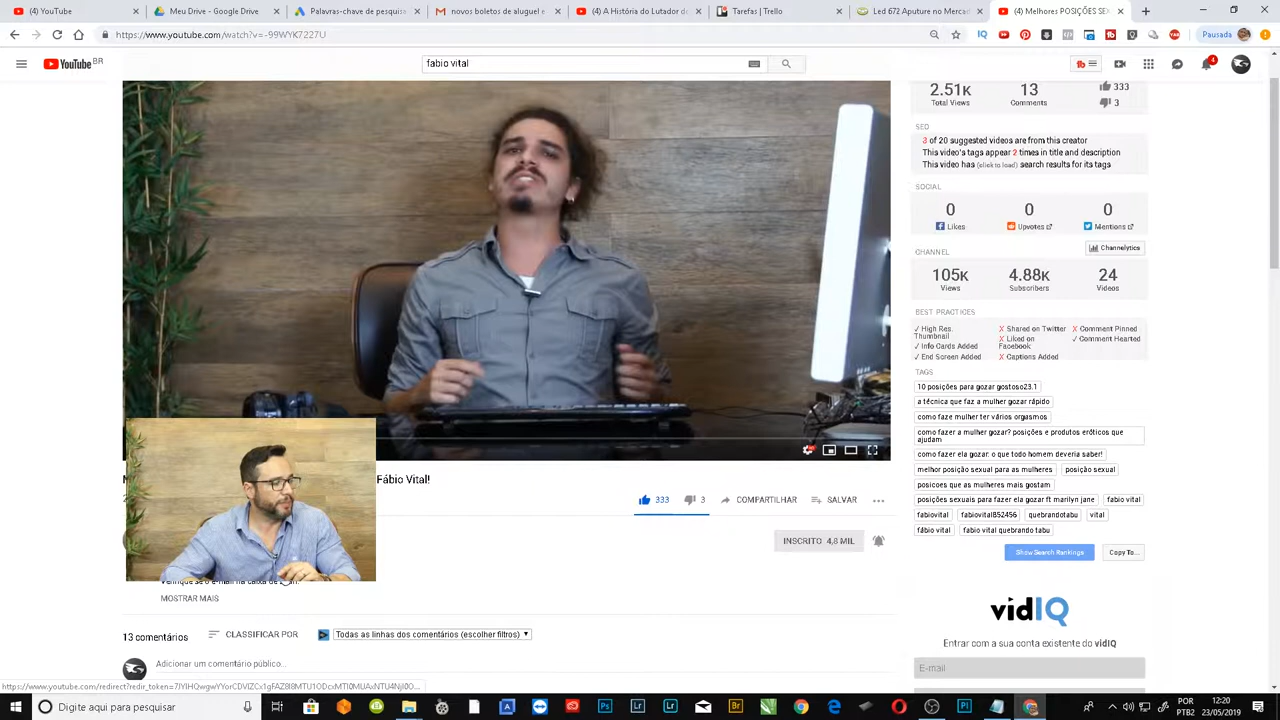 (4) YouTube
Meu Drive - Google Drive
Palavras-chave de pesquisa
(4) A História do Lutador d
Tarefas | Trello
Led 672 Aputure no Mercad
(4) Melhores POSIÇÕES SEX
https://www.youtube.com/watch?v=-99WYK7227U
Pausada
YouTube BR
fabio vital
4
2.51K
13
333
Total Views
Comments
3
SEO
3 of 20 suggested videos are from this creator
This video's tags appear 2 times in title and description
This video has (click to load) search results for its tags
SOCIAL
0 0 0
Likes Upvotes Mentions
CHANNEL
Channelytics
105K 4.88K 24
Views Subscribers Videos
BEST PRACTICES
✓ High Res. Thumbnail
✓ Info Cards Added
✓ End Screen Added
X Shared on Twitter
X Liked on Facebook
X Captions Added
X Comment Pinned
✓ Comment Hearted
TAGS
10 posições para gozar gostoso23.1
a técnica que faz a mulher gozar rápido
como faze mulher ter vários orgasmos
como fazer a mulher gozar? posições e produtos eróticos que
ajudam
como fazer ela gozar: o que todo homem deveria saber!
melhor posição sexual para as mulheres posição sexual
posicoes que as mulheres mais gostam
posições sexuais para fazer ela gozar ft marilyn jane fabio vital
fabiovital fabiovital852456 quebrandotabu vital
fábio vital fabio vital quebrando tabu
Show Search Rankings Copy To...
vidIQ
Entrar com a sua conta existente do vidIQ
E-mail
Fábio Vital!
333 3 COMPARTILHAR SALVAR
INSCRITO 4,8 MIL
MOSTRAR MAIS
13 comentários CLASSIFICAR POR Todas as linhas dos comentários (escolher filtros)
Adicionar um comentário público...
Digite aqui para pesquisar
POR
PTB2
12:20
23/05/2019